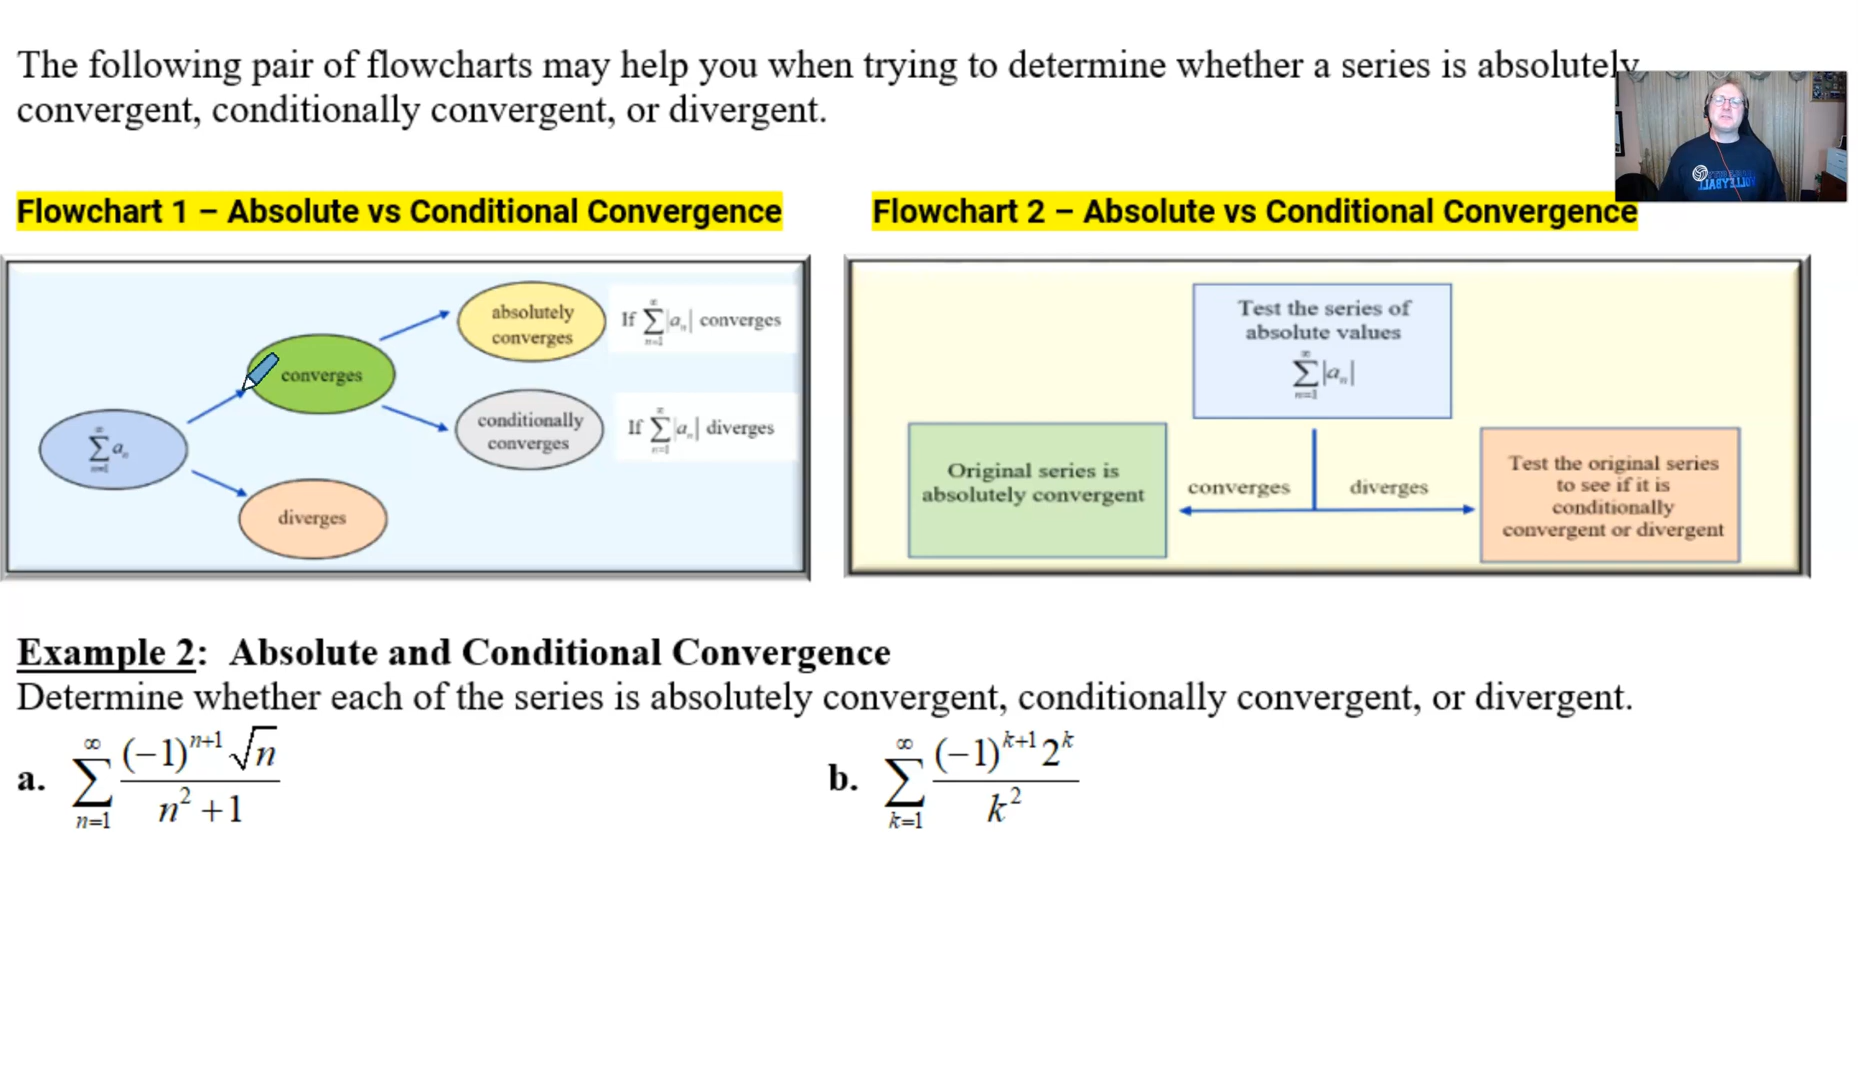 The following pair of flowcharts may help you when trying to determine whether a series is absolutely
convergent, conditionally convergent, or divergent.
Flowchart 1 – Absolute vs Conditional Convergence
Flowchart 2 – Absolute vs Conditional Convergence
∞ ∑ n=1 aₙ
converges
diverges
absolutely
converges
If ∞ ∑ n=1 |aₙ| converges
conditionally
converges
If ∞ ∑ n=1 |aₙ| diverges
Test the series of
absolute values
∞ ∑ n=1 |aₙ|
Original series is
absolutely convergent
converges
diverges
Test the original series
to see if it is
conditionally
convergent or divergent
Example 2: Absolute and Conditional Convergence
Determine whether each of the series is absolutely convergent, conditionally convergent, or divergent.
a. ∞ ∑ n=1 (−1)ⁿ⁺¹ √n / n² + 1
b. ∞ ∑ k=1 (−1)ᵏ⁺¹ 2ᵏ / k²